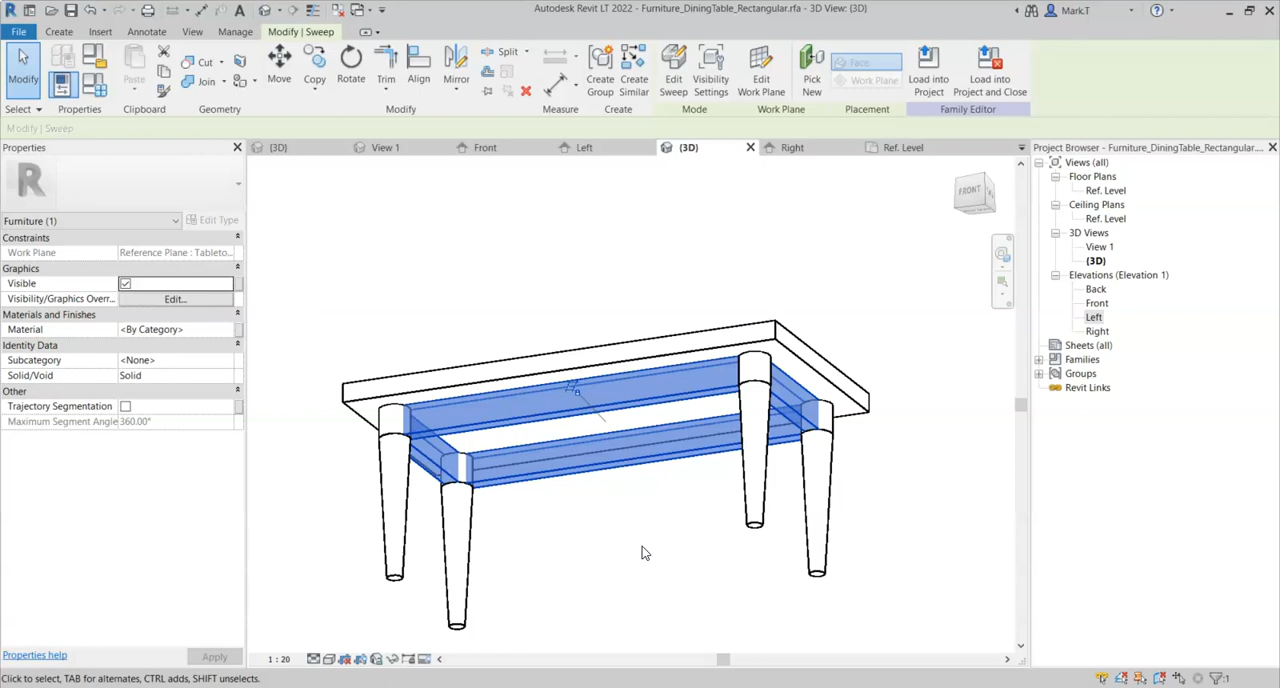 Autodesk Revit LT 2022 - Furniture_DiningTable_Rectangular.rfa - 3D View: {3D}
Mark.T
File Create Insert Annotate View Manage Modify | Sweep
Modify Paste Cut Join Move Copy Rotate Trim Align Mirror Split Create Group Create Similar Edit Sweep Visibility Settings Edit Work Plane Pick New Face Work Plane Load into Project Load into Project and Close
Select Properties Clipboard Geometry Modify Measure Create Mode Work Plane Placement Family Editor
Modify | Sweep
Properties
{3D} View 1 Front Left {3D} Right Ref. Level
Project Browser - Furniture_DiningTable_Rectangular....
Furniture (1) Edit Type
Constraints
Work Plane Reference Plane : Tableto...
Graphics
Visible
Visibility/Graphics Overr... Edit...
Materials and Finishes
Material <By Category>
Identity Data
Subcategory <None>
Solid/Void Solid
Other
Trajectory Segmentation
Maximum Segment Angle 360.00°
Properties help Apply
FRONT
Views (all)
Floor Plans
Ref. Level
Ceiling Plans
Ref. Level
3D Views
View 1
{3D}
Elevations (Elevation 1)
Back
Front
Left
Right
Sheets (all)
Families
Groups
Revit Links
1 : 20
Click to select, TAB for alternates, CTRL adds, SHIFT unselects.
:1